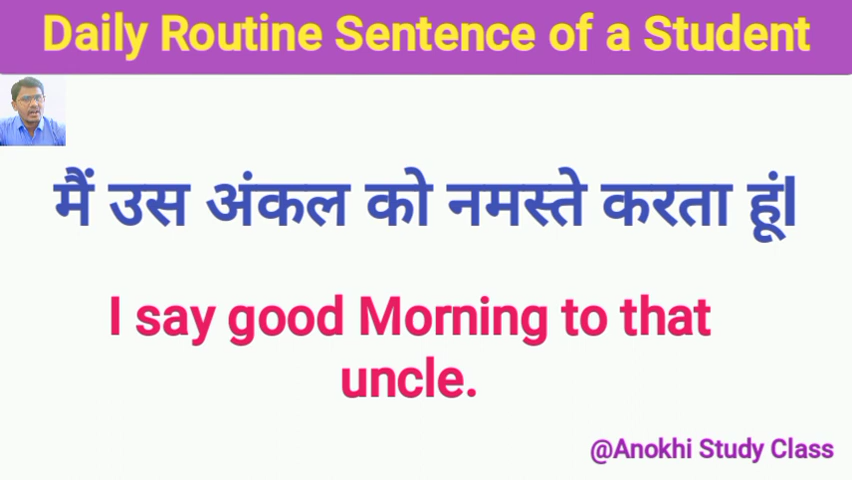 Daily Routine Sentence of a Student
मैं उस अंकल को नमस्ते करता हूंl
I say good Morning to that
uncle.
@Anokhi Study Class